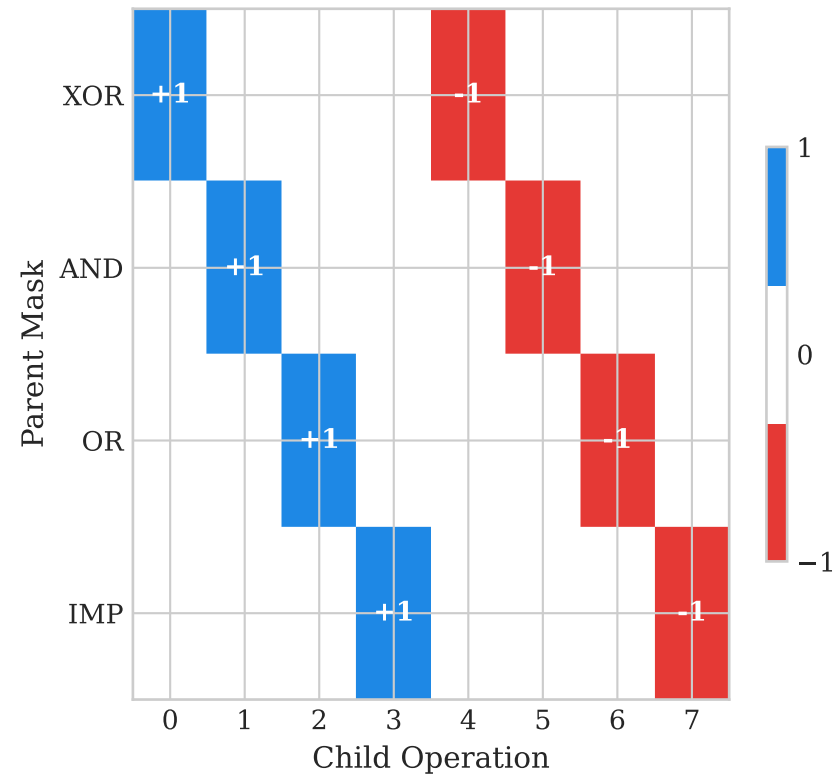 XOR
+1
-1
1
AND
+1
-1
0
OR
+1
-1
−1
IMP
+1
-1
Parent Mask
0 1 2 3 4 5 6 7
Child Operation